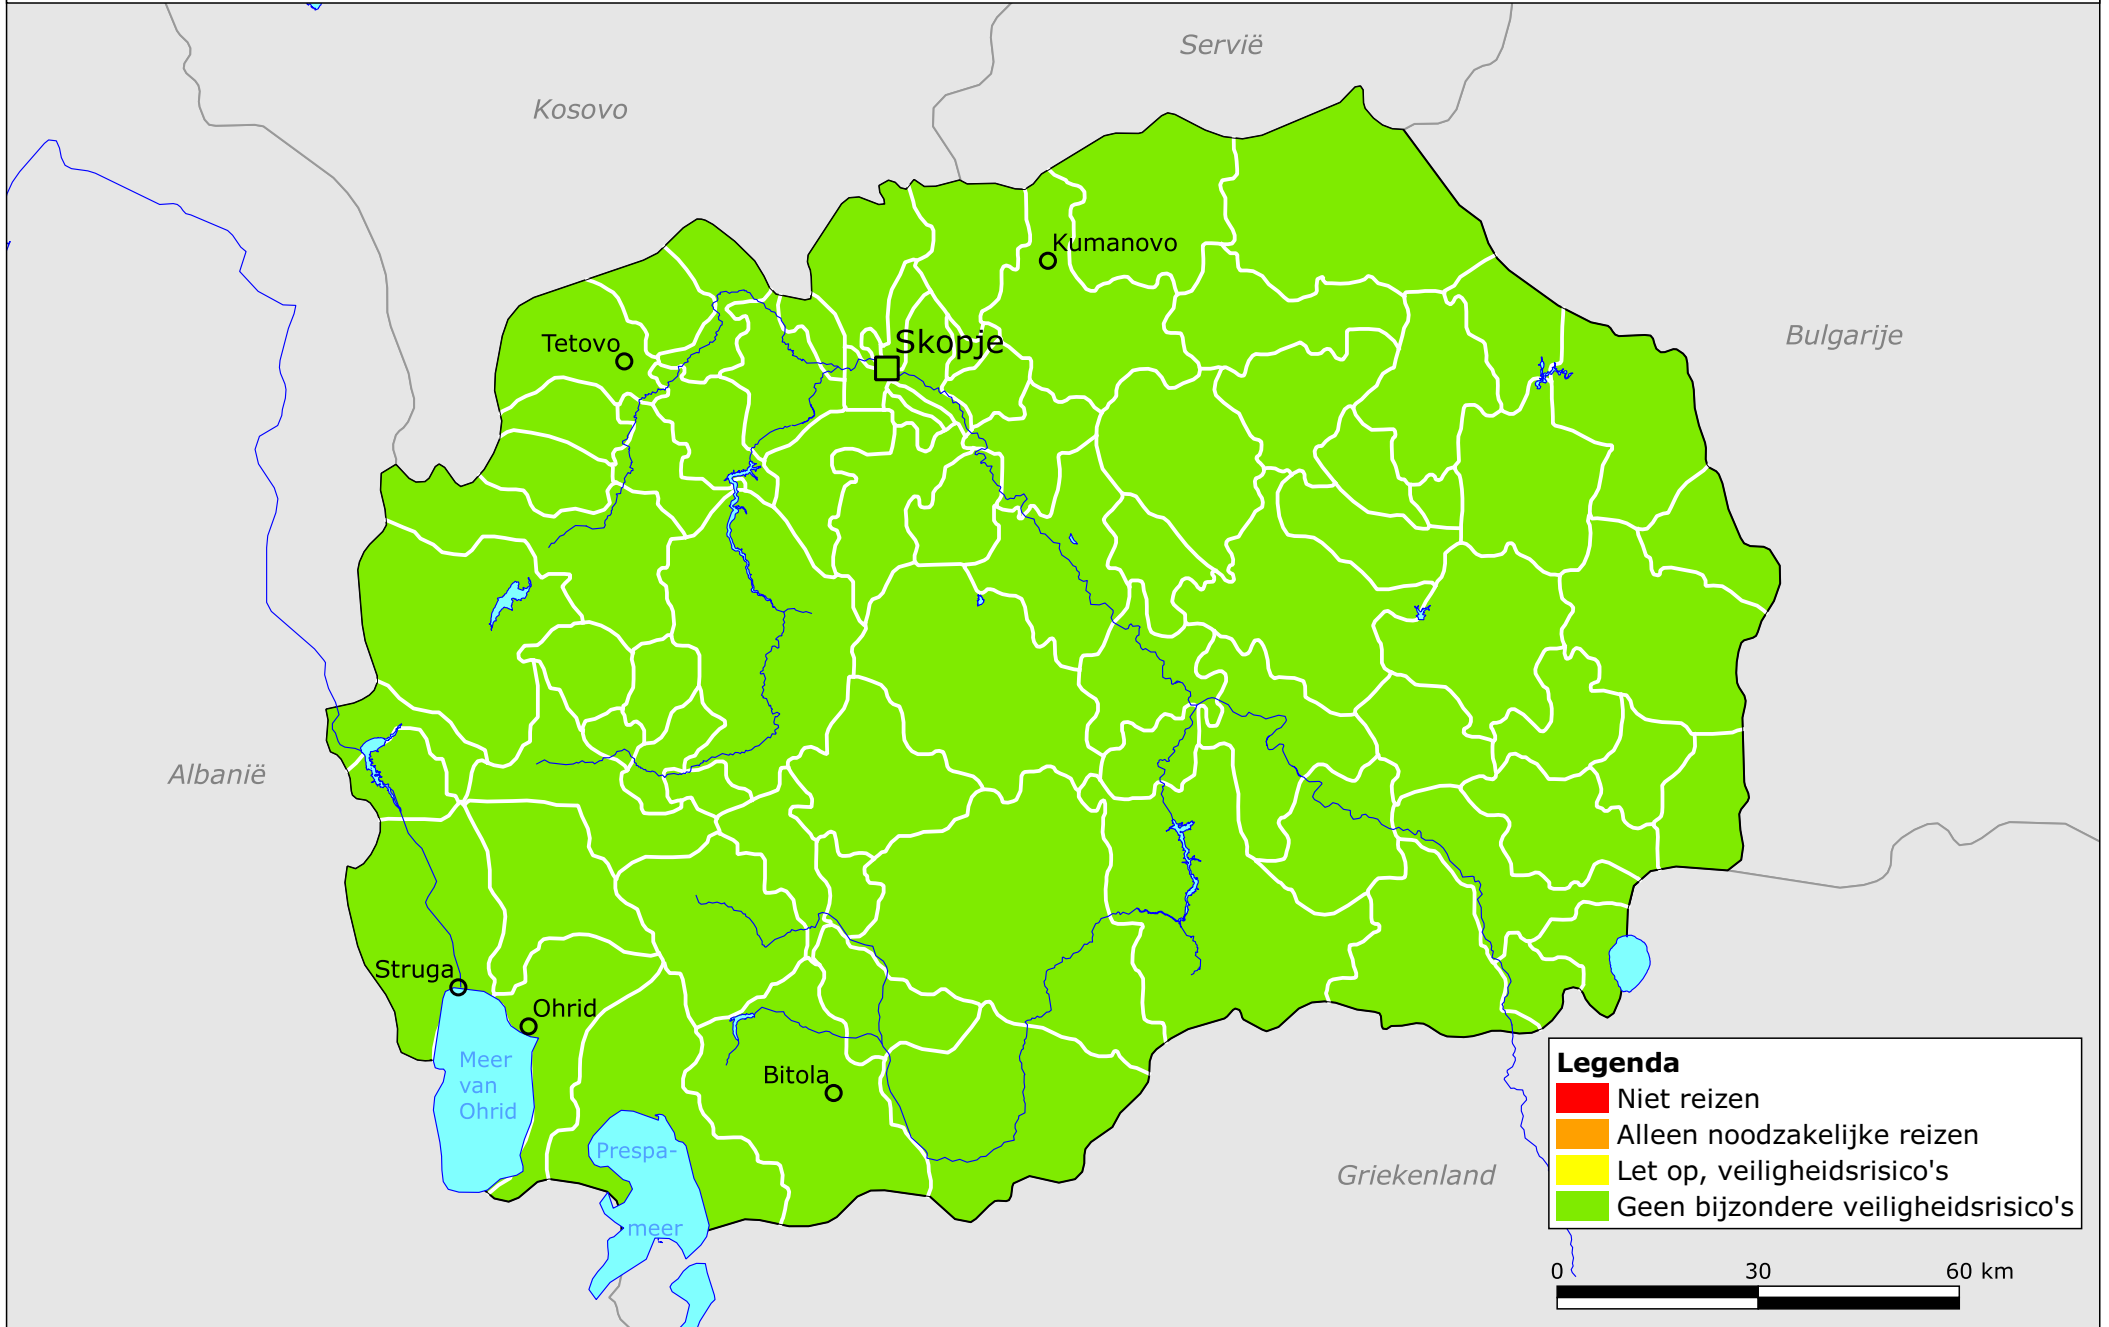 Servië
Kosovo
Kumanovo
Bulgarije
Tetovo
Skopje
Albanië
Struga
Ohrid
Meer
van
Ohrid
Bitola
Prespa-
meer
Griekenland
Legenda
Niet reizen
Alleen noodzakelijke reizen
Let op, veiligheidsrisico's
Geen bijzondere veiligheidsrisico's
0 30 60 km